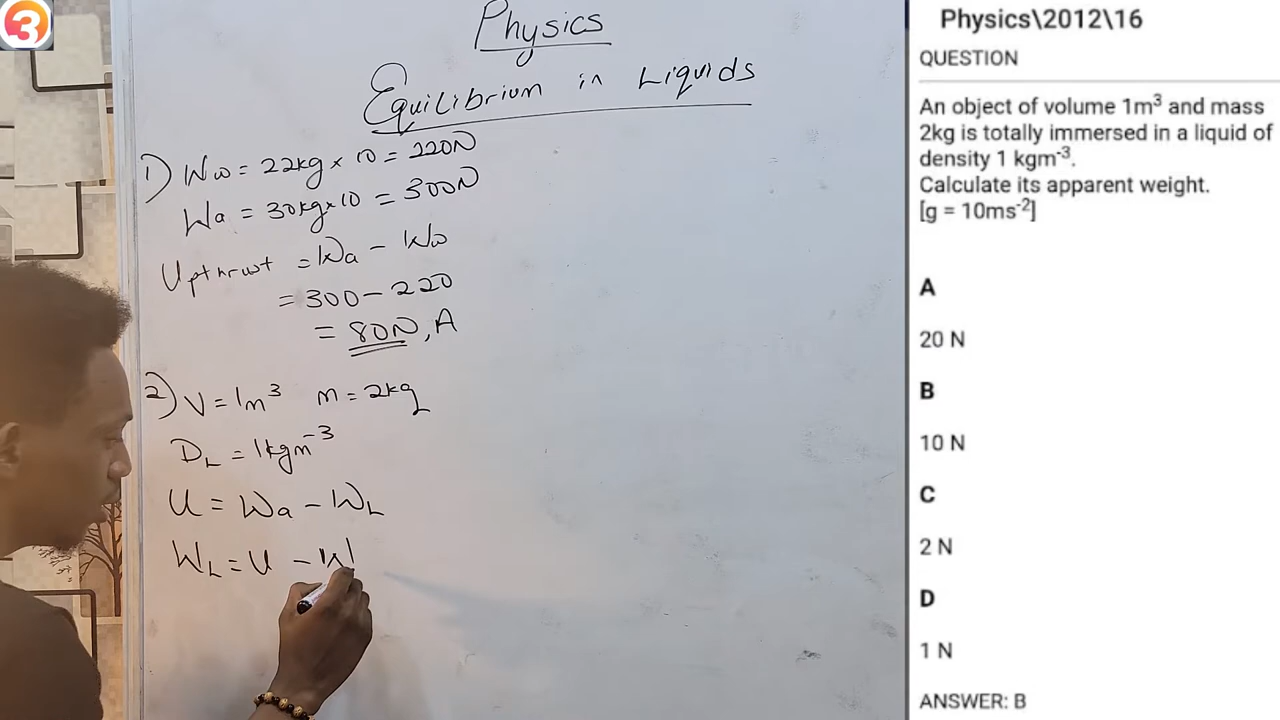 3
Physics
Equilibrium in Liquids
1) Ww = 22kg x 10 = 220N
Wa = 30kg x 10 = 300N
Upthrust = Wa - Ww
= 300 - 220
= 80N, A
2) V = 1m³ m = 2kg
D_L = 1kgm⁻³
U = Wa - W_L
W_L = U - W
Physics\2012\16
QUESTION
An object of volume 1m³ and mass
2kg is totally immersed in a liquid of
density 1 kgm⁻³.
Calculate its apparent weight.
[g = 10ms⁻²]
A
20 N
B
10 N
C
2 N
D
1 N
ANSWER: B